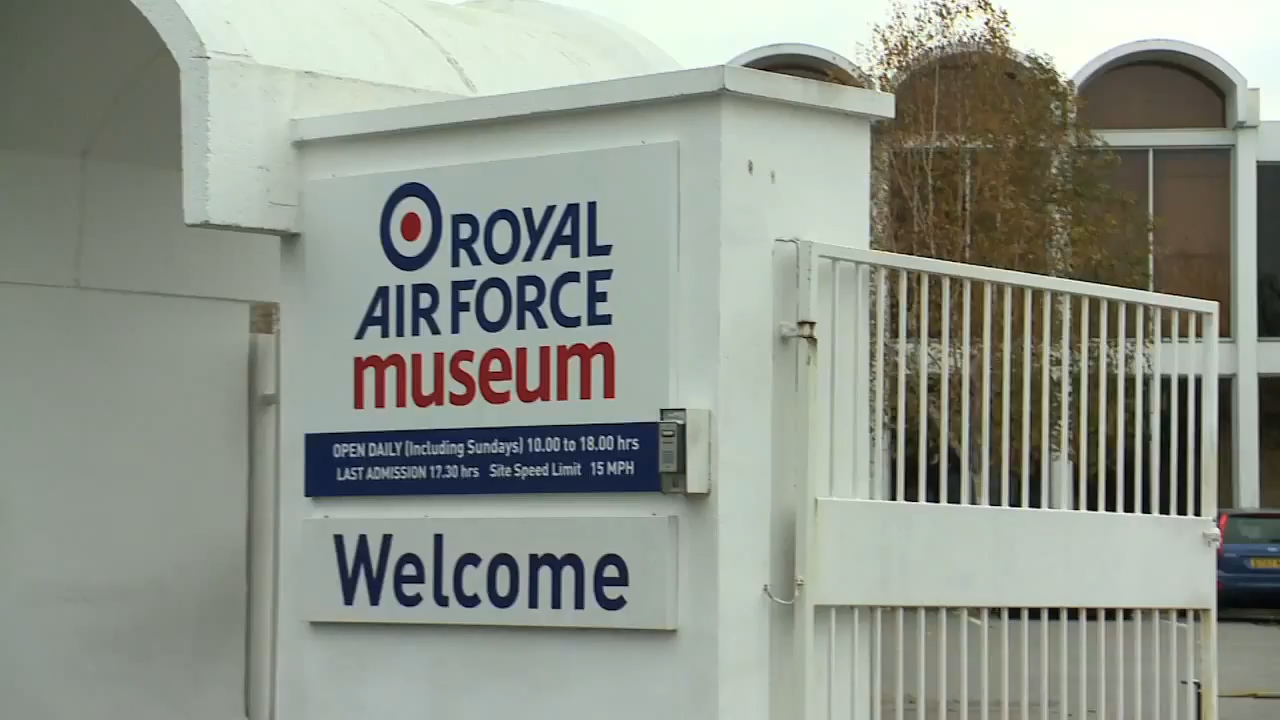 ROYAL
AIR FORCE
museum
OPEN DAILY (Including Sundays) 10.00 to 18.00 hrs
LAST ADMISSION 17.30 hrs Site Speed Limit 15 MPH
Welcome